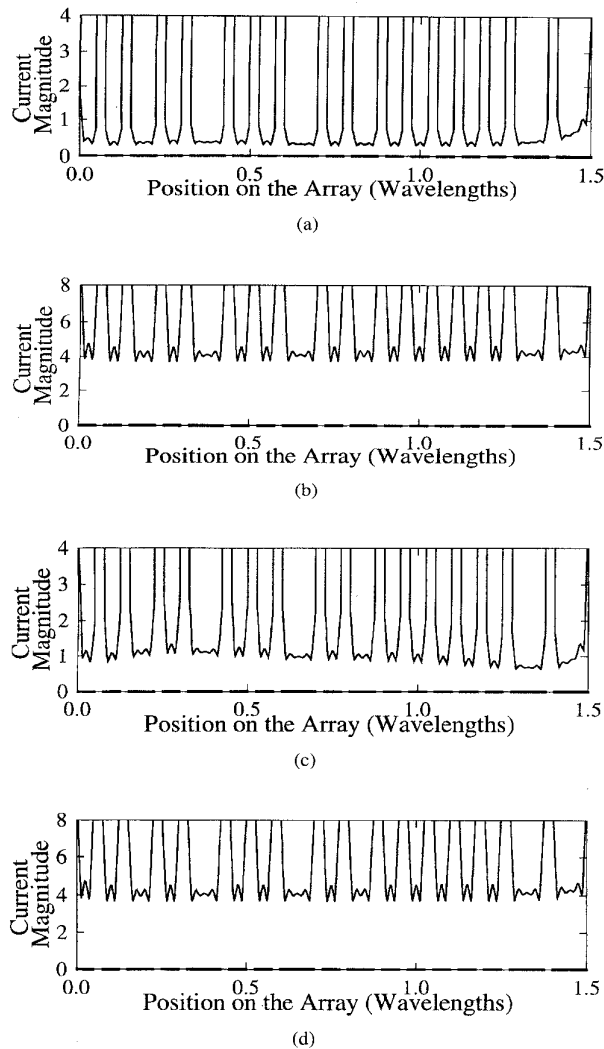 4
3
2
1
0
Current
Magnitude
0.0 0.5 1.0 1.5
Position on the Array (Wavelengths)
(a)
8
6
4
2
0
Current
Magnitude
0.0 0.5 1.0 1.5
Position on the Array (Wavelengths)
(b)
4
3
2
1
0
Current
Magnitude
0.0 0.5 1.0 1.5
Position on the Array (Wavelengths)
(c)
8
6
4
2
0
Current
Magnitude
0.0 0.5 1.0 1.5
Position on the Array (Wavelengths)
(d)